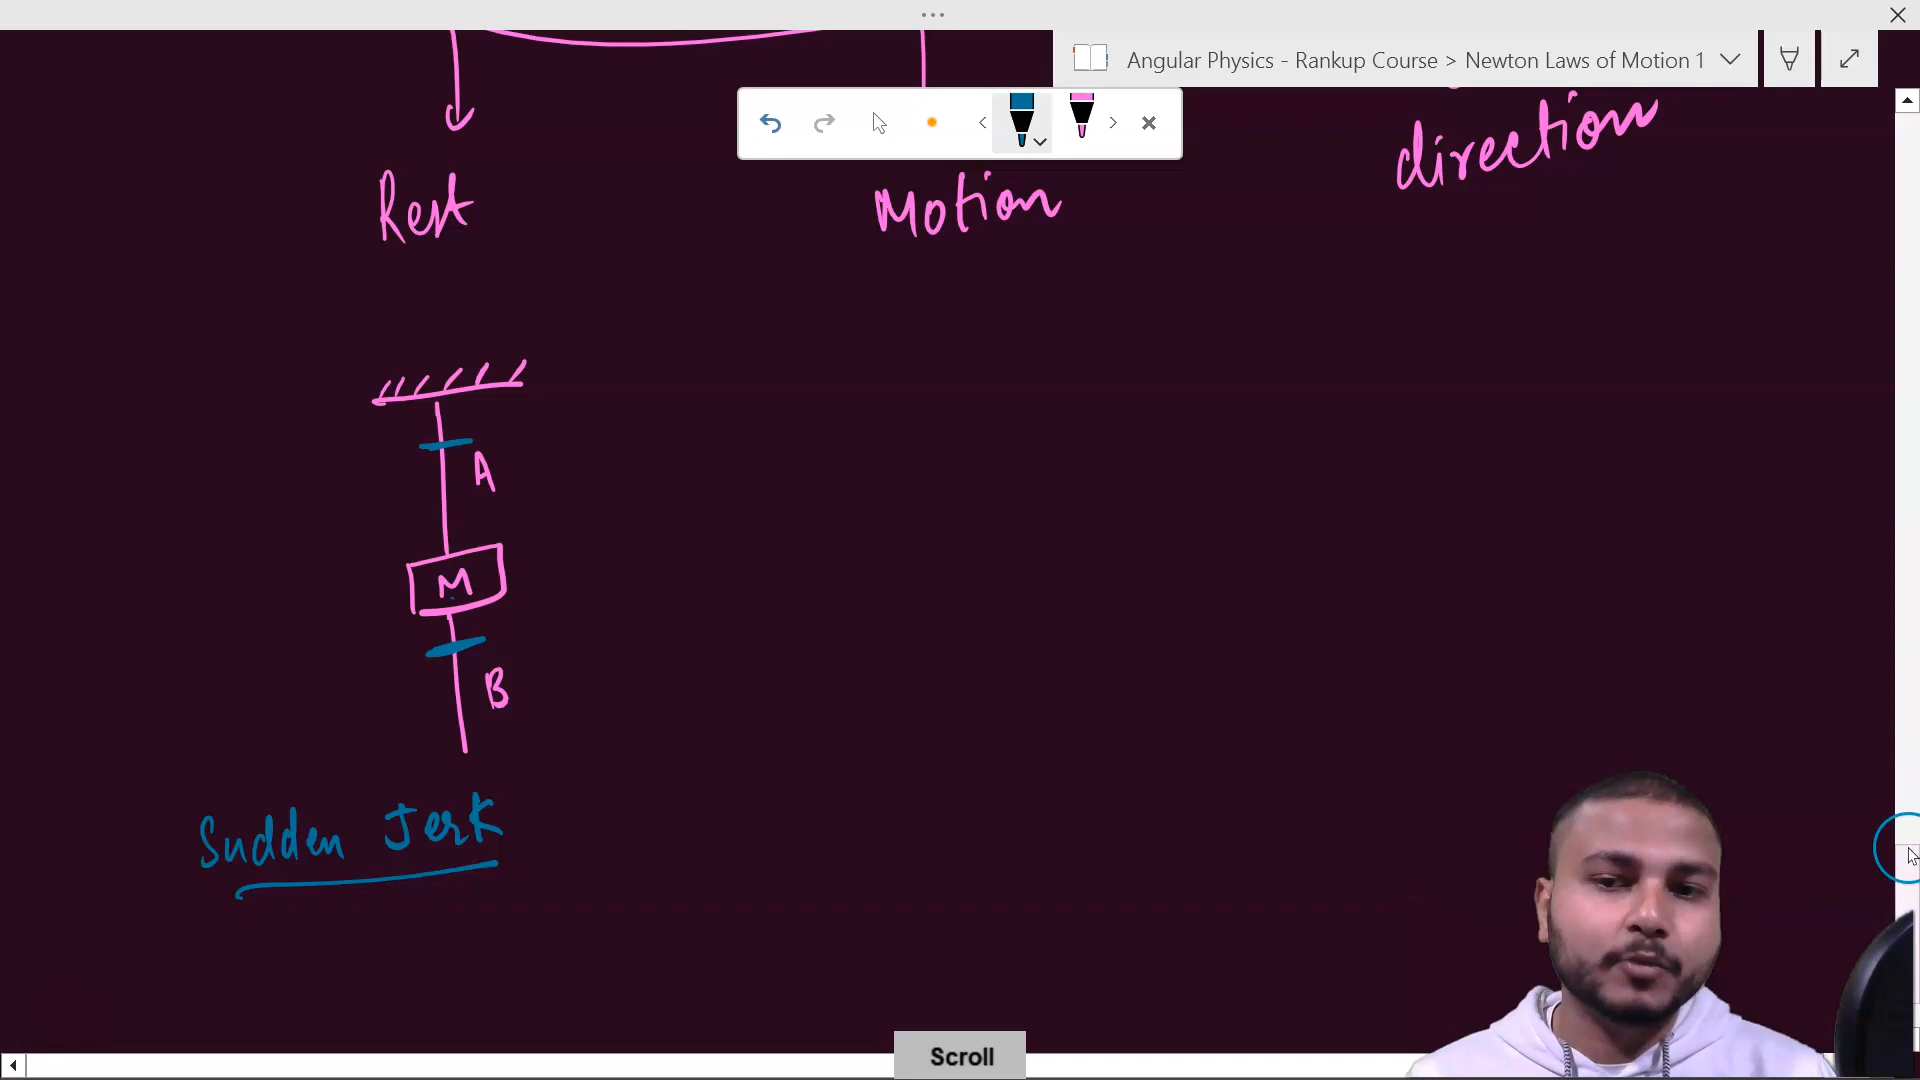 Angular Physics - Rankup Course > Newton Laws of Motion 1
direction
Rest
Motion
A
M
B
Sudden Jerk
Scroll